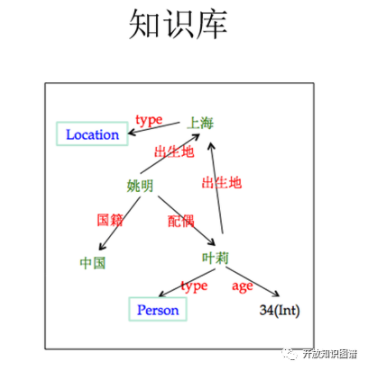 知识库
type
Location
上海
出生地
姚明
出生地
国籍
配偶
中国
叶莉
type
age
Person
34(Int)
开放知识图谱